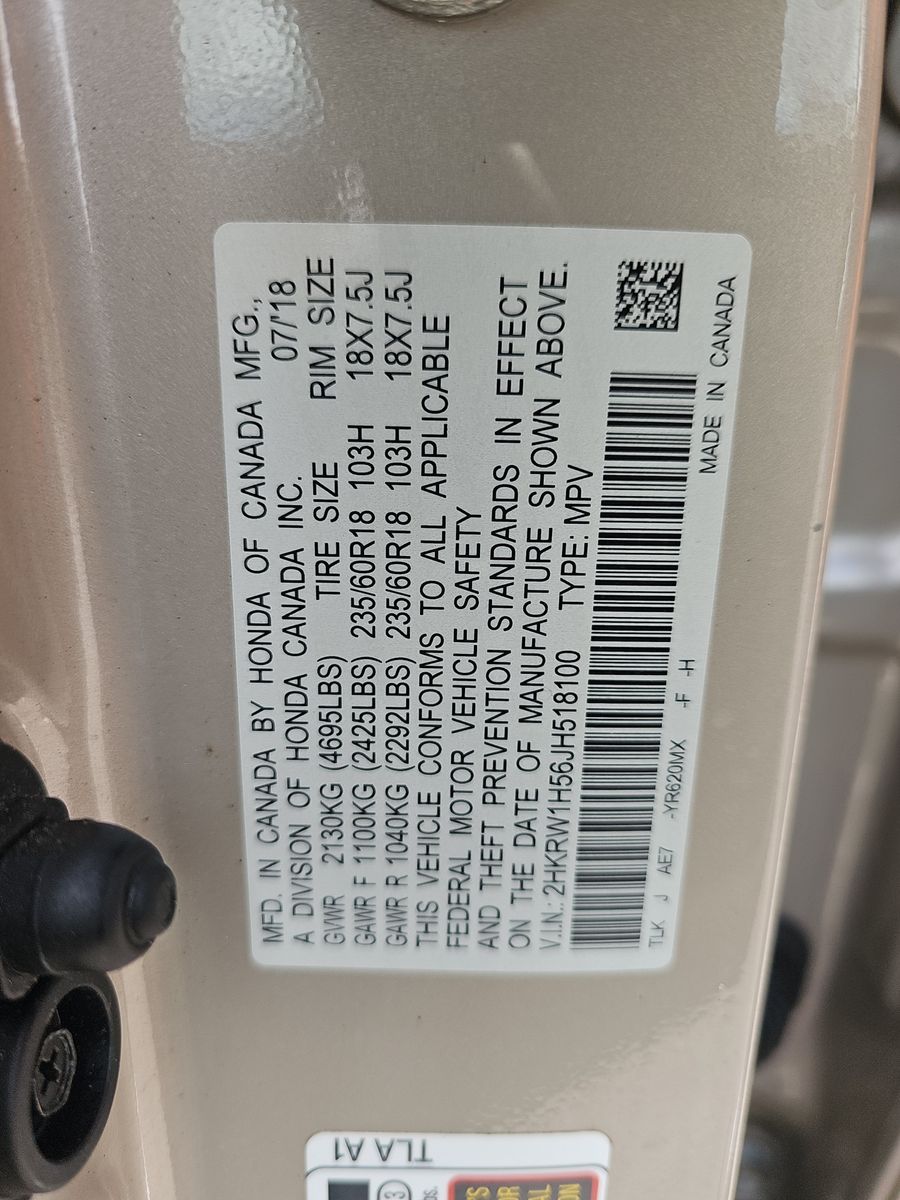 MFD. IN CANADA BY HONDA OF CANADA MFG.,
A DIVISION OF HONDA CANADA INC. 07/'18
GVWR 2130KG (4695LBS) TIRE SIZE RIM SIZE
GAWR F 1100KG (2425LBS) 235/60R18 103H 18X7.5J
GAWR R 1040KG (2292LBS) 235/60R18 103H 18X7.5J
THIS VEHICLE CONFORMS TO ALL APPLICABLE
FEDERAL MOTOR VEHICLE SAFETY
AND THEFT PREVENTION STANDARDS IN EFFECT
ON THE DATE OF MANUFACTURE SHOWN ABOVE.
V.I.N.: 2HKRW1H56JH518100 TYPE: MPV
TLK J AE7 -YR620MX -F -H
MADE IN CANADA
TLA A1